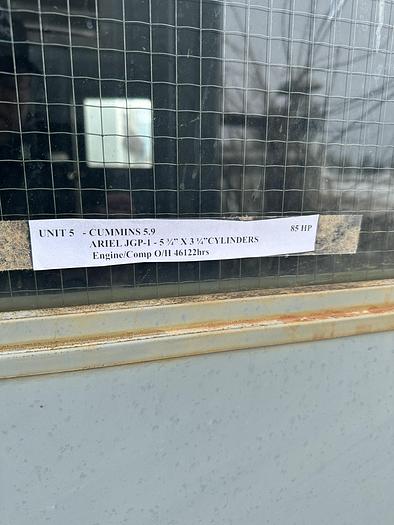 UNIT 5 - CUMMINS 5.9 85 HP
ARIEL JGP-1 - 5 ¾” X 3 ¼”CYLINDERS
Engine/Comp O/H 46122hrs